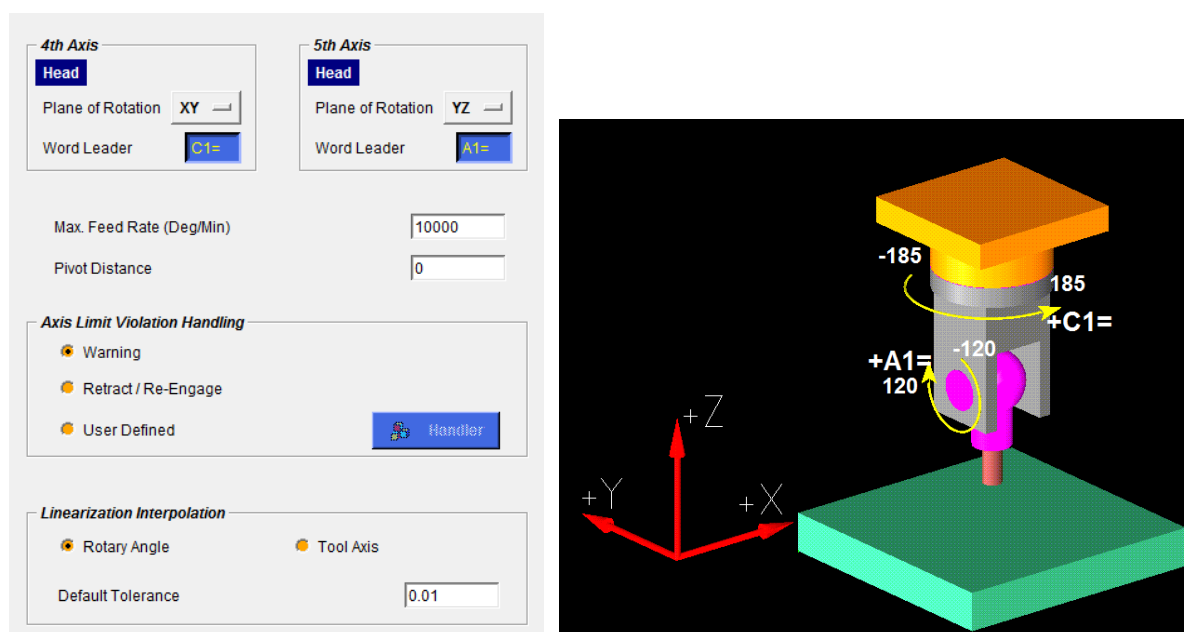 4th Axis
Head
Plane of Rotation XY
Word Leader C1=
5th Axis
Head
Plane of Rotation YZ
Word Leader A1=
Max. Feed Rate (Deg/Min) 10000
Pivot Distance 0
Axis Limit Violation Handling
Warning
Retract / Re-Engage
User Defined
Handler
Linearization Interpolation
Rotary Angle
Tool Axis
Default Tolerance 0.01
-185
185
+C1=
-120
+A1=
120
+Z
+Y
+X